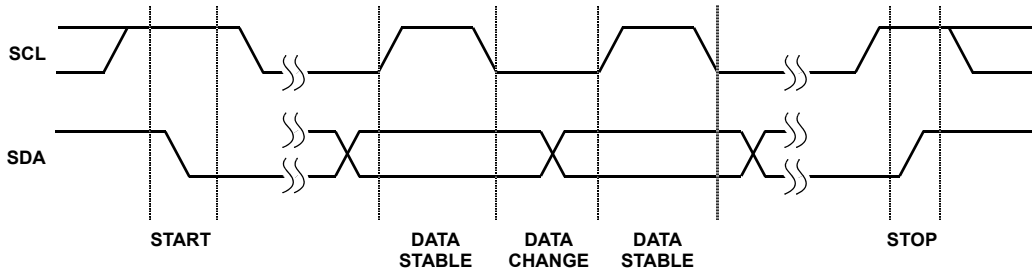 SCL
SDA
START
DATA
STABLE
DATA
CHANGE
DATA
STABLE
STOP